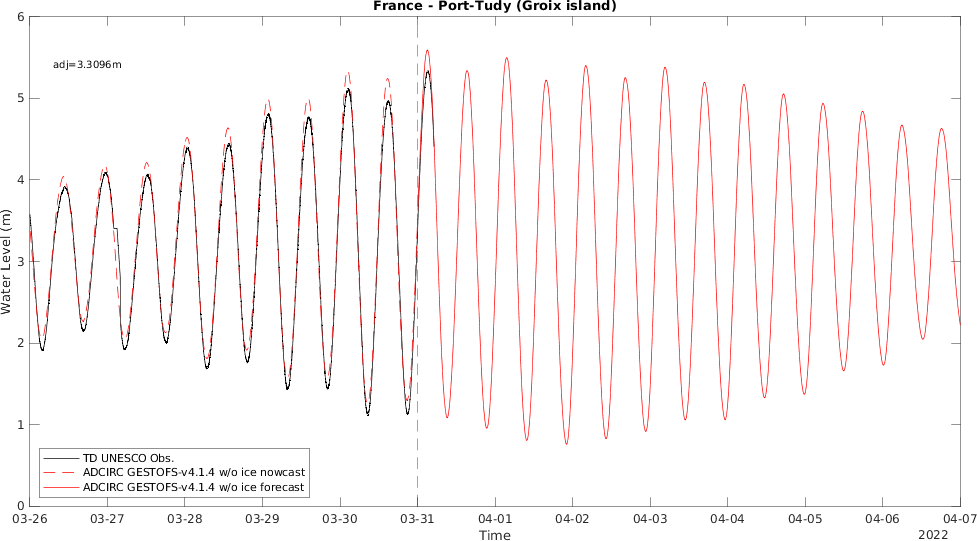 France - Port-Tudy (Groix island)
adj=3.3096m
6
5
4
3
2
1
0
Water Level (m)
TD UNESCO Obs.
ADCIRC GESTOFS-v4.1.4 w/o ice nowcast
ADCIRC GESTOFS-v4.1.4 w/o ice forecast
03-26 03-27 03-28 03-29 03-30 03-31 04-01 04-02 04-03 04-04 04-05 04-06 04-07
Time
2022